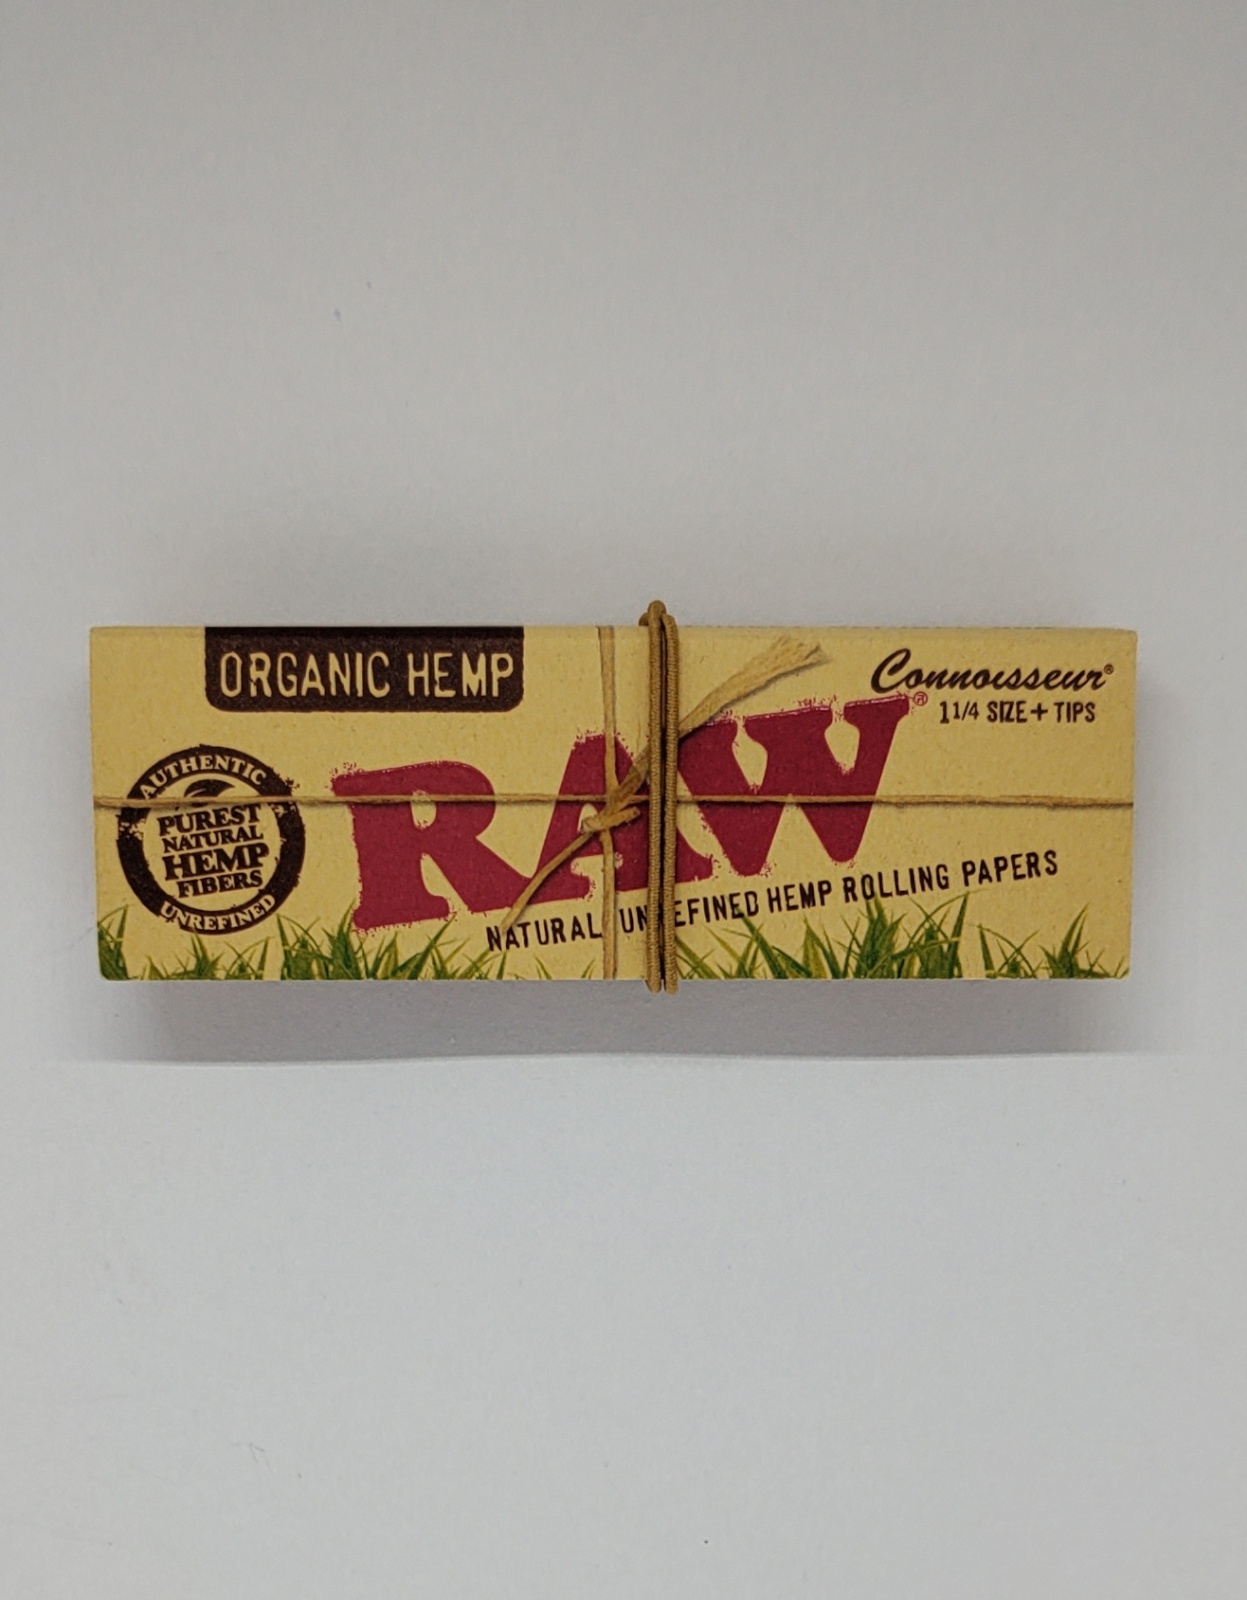 ORGANIC HEMP
Connoisseur®
1 1/4 SIZE + TIPS
RAW®
AUTHENTIC
PUREST
NATURAL
HEMP
FIBERS
UNREFINED
NATURAL UNREFINED HEMP ROLLING PAPERS